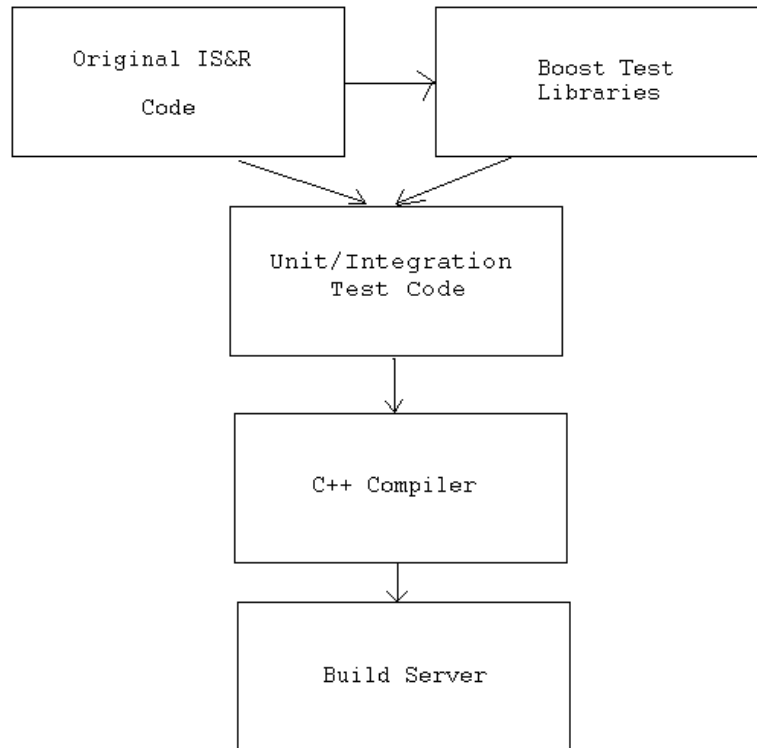 Original IS&R
Code
Boost Test
Libraries
Unit/Integration
Test Code
C++ Compiler
Build Server